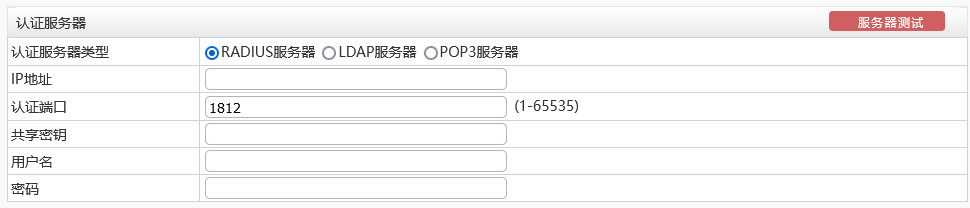 认证服务器 服务器测试
认证服务器类型 RADIUS服务器 LDAP服务器 POP3服务器
IP地址
认证端口 1812 (1-65535)
共享密钥
用户名
密码